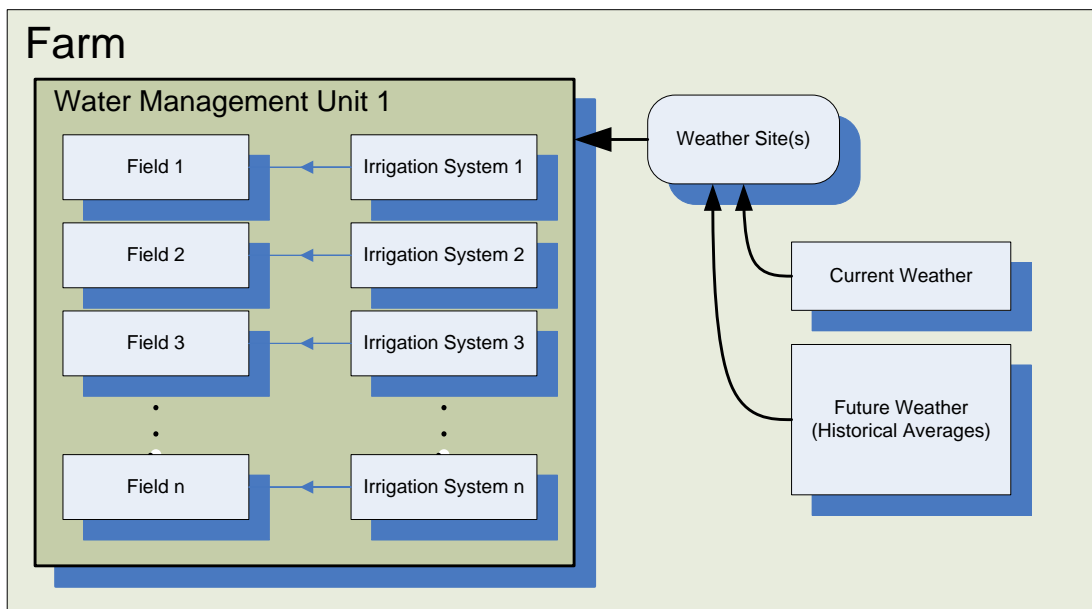 Farm
Water Management Unit 1
Field 1
Irrigation System 1
Field 2
Irrigation System 2
Field 3
Irrigation System 3
Field n
Irrigation System n
Weather Site(s)
Current Weather
Future Weather
(Historical Averages)